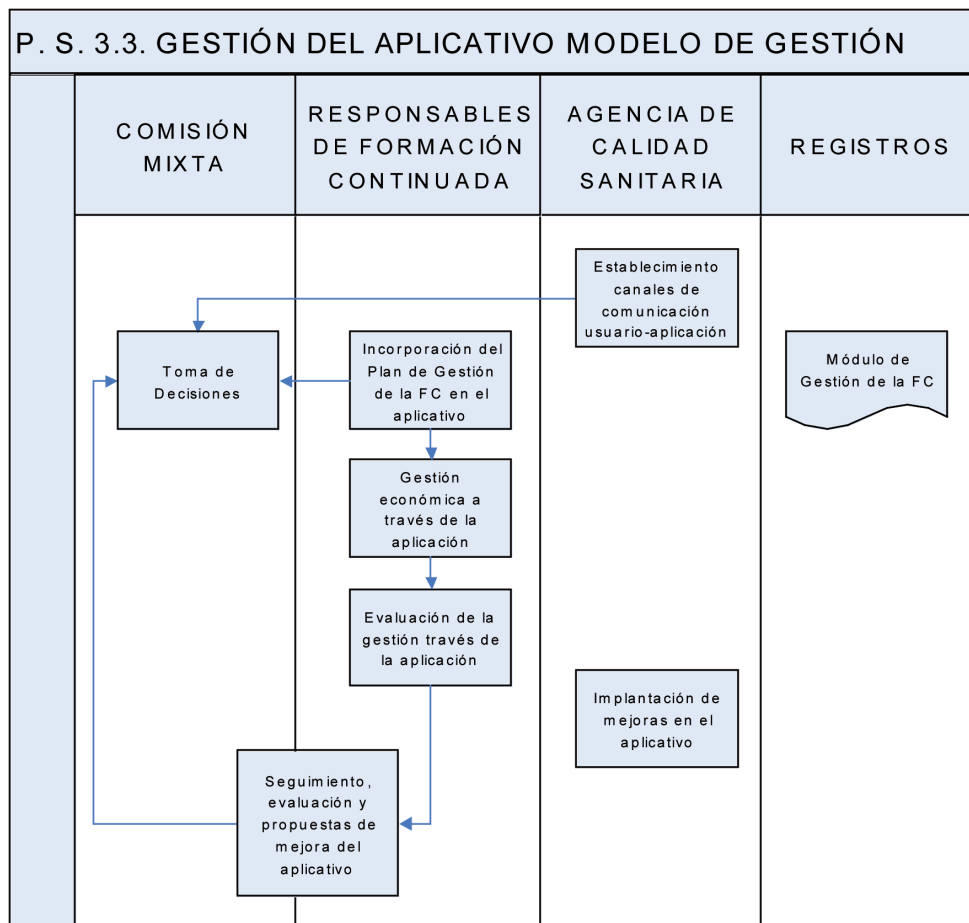 P. S. 3.3. GESTIÓN DEL APLICATIVO MODELO DE GESTIÓN
COMISIÓN
MIXTA
RESPONSABLES
DE FORMACIÓN
CONTINUADA
AGENCIA DE
CALIDAD
SANITARIA
REGISTROS
Establecimiento
canales de
comunicación
usuario-aplicación
Toma de
Decisiones
Incorporación del
Plan de Gestión
de la FC en el
aplicativo
Módulo de
Gestión de la FC
Gestión
económica a
través de la
aplicación
Evaluación de la
gestión través de
la aplicación
Implantación de
mejoras en el
aplicativo
Seguimiento,
evaluación y
propuestas de
mejora del
aplicativo